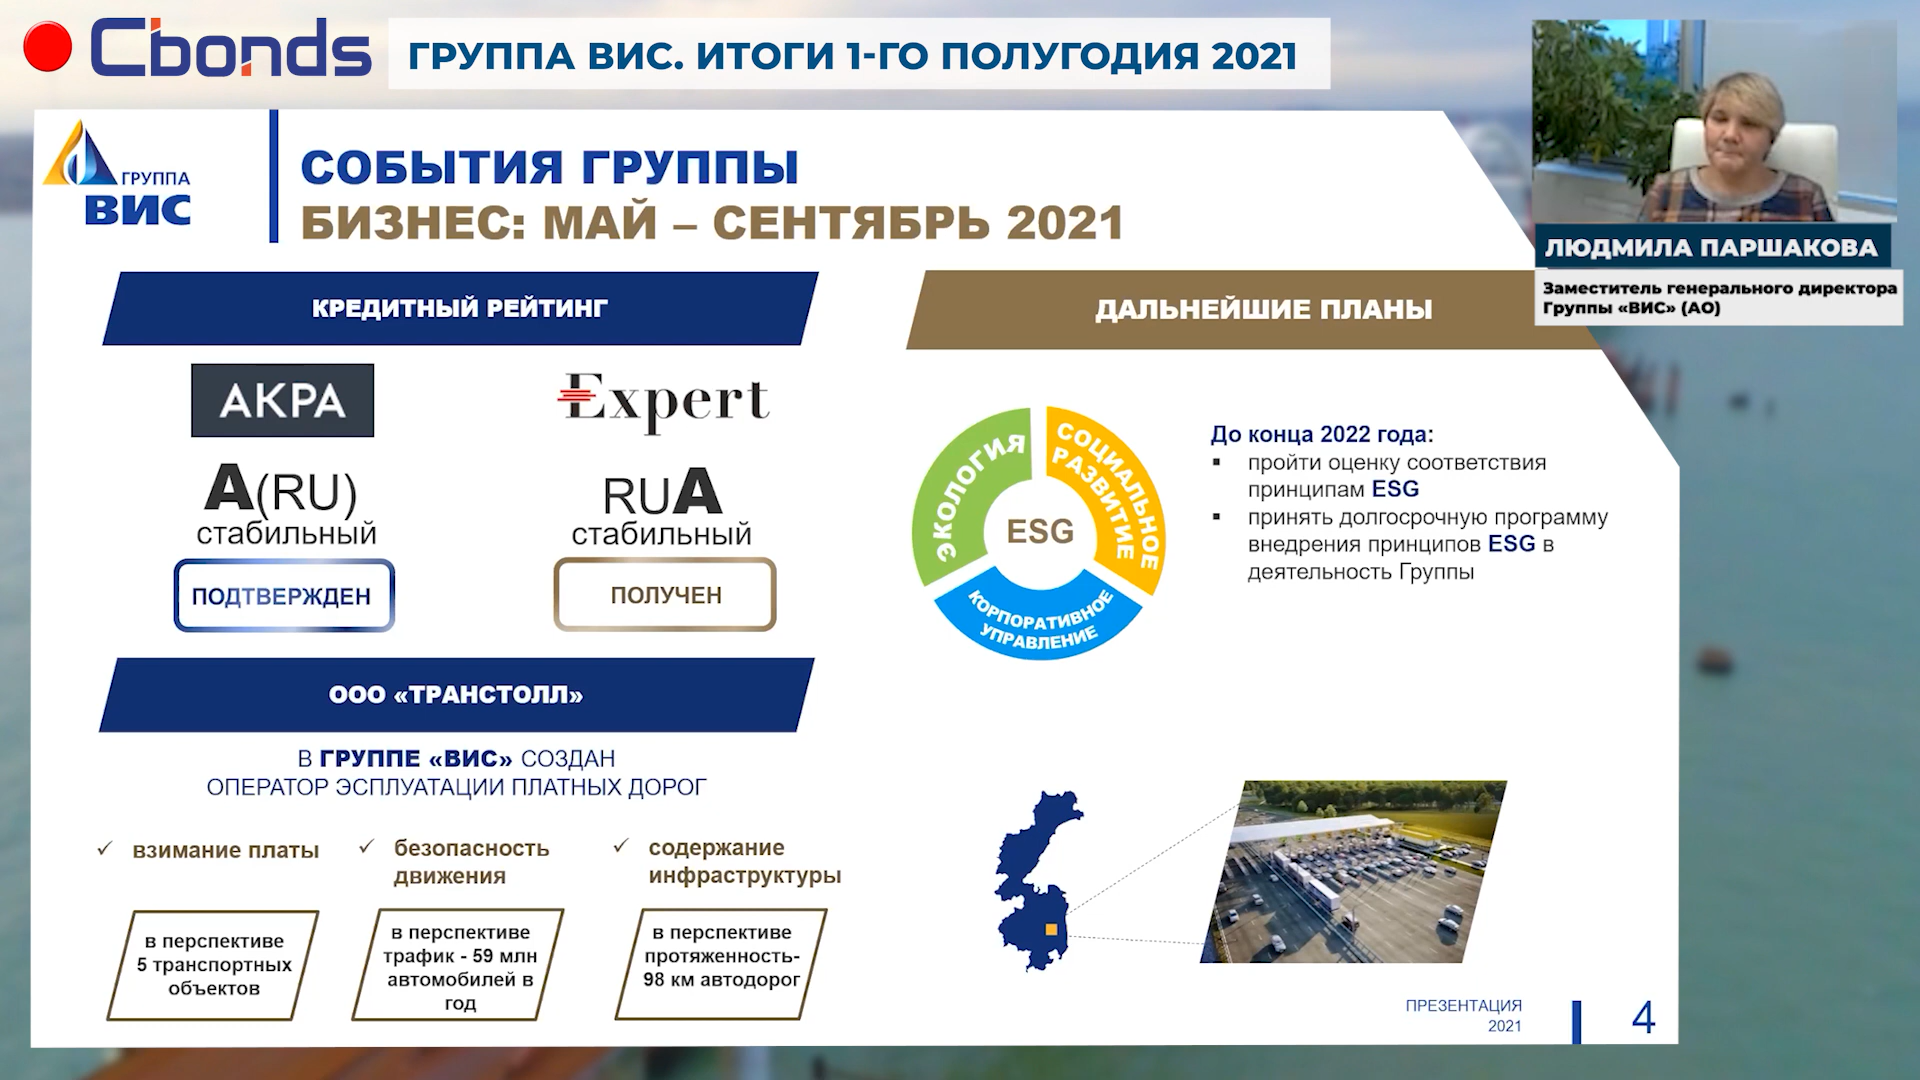 Cbonds
ГРУППА ВИС. ИТОГИ 1-ГО ПОЛУГОДИЯ 2021
ГРУППА
ВИС
СОБЫТИЯ ГРУППЫ
БИЗНЕС: МАЙ – СЕНТЯБРЬ 2021
ЛЮДМИЛА ПАРШАКОВА
Заместитель генерального директора
Группы «ВИС» (АО)
КРЕДИТНЫЙ РЕЙТИНГ
АКРА
Expert
A(RU)
стабильный
ПОДТВЕРЖДЕН
RUA
стабильный
ПОЛУЧЕН
ООО «ТРАНСТОЛЛ»
В ГРУППЕ «ВИС» СОЗДАН
ОПЕРАТОР ЭСПЛУАТАЦИИ ПЛАТНЫХ ДОРОГ
✓ взимание платы
✓ безопасность
движения
✓ содержание
инфраструктуры
в перспективе
5 транспортных
объектов
в перспективе
трафик - 59 млн
автомобилей в
год
в перспективе
протяженность-
98 км автодорог
ДАЛЬНЕЙШИЕ ПЛАНЫ
ЭКОЛОГИЯ
СОЦИАЛЬНОЕ
РАЗВИТИЕ
КОРПОРАТИВНОЕ
УПРАВЛЕНИЕ
ESG
До конца 2022 года:
▪ пройти оценку соответствия
принципам ESG
▪ принять долгосрочную программу
внедрения принципов ESG в
деятельность Группы
ПРЕЗЕНТАЦИЯ
2021
4